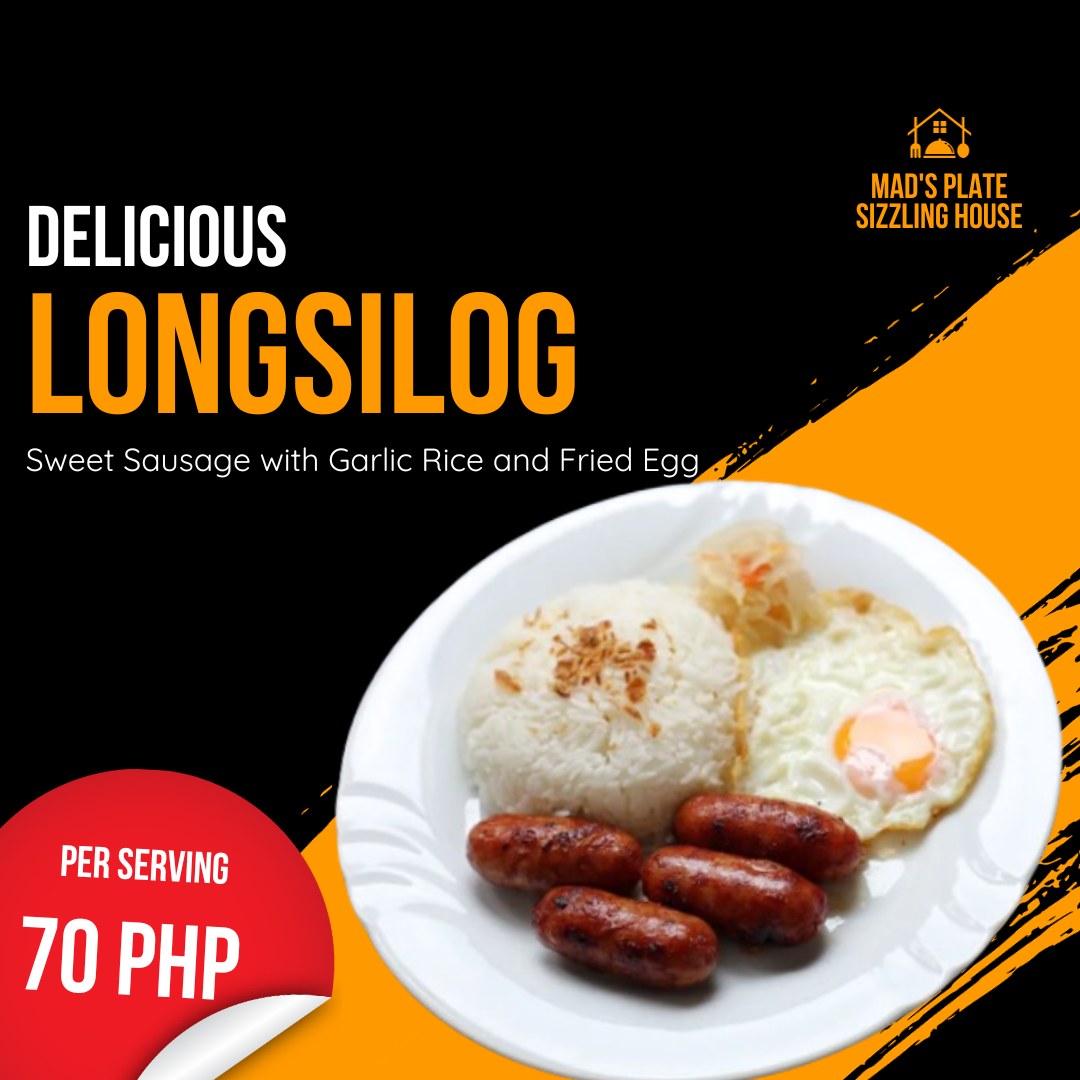 MAD'S PLATE
SIZZLING HOUSE
DELICIOUS
LONGSILOG
Sweet Sausage with Garlic Rice and Fried Egg
PER SERVING
70 PHP